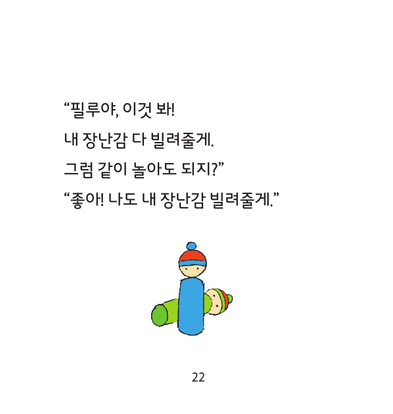 “필루야, 이것 봐!
내 장난감 다 빌려줄게.
그럼 같이 놀아도 되지?”
“좋아! 나도 내 장난감 빌려줄게.”
22